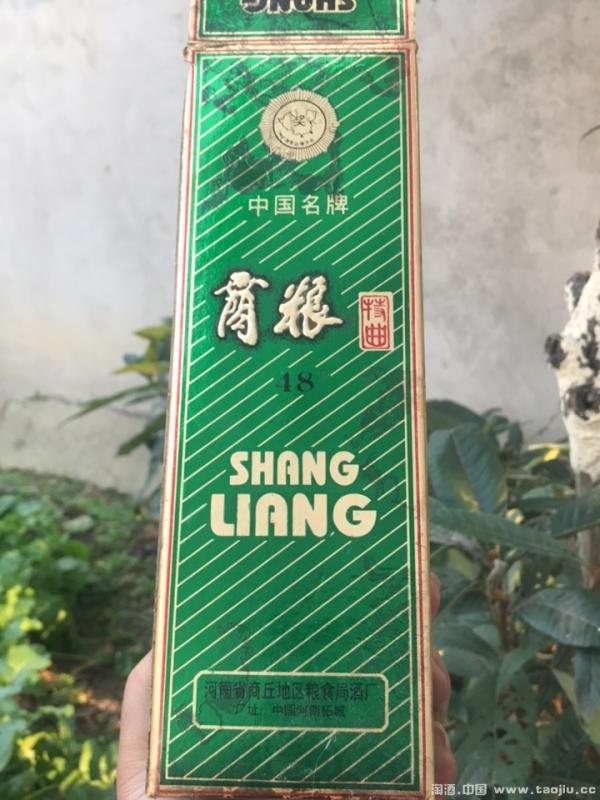 SHANG
奖
中国名牌
商粮
特曲
48
SHANG
LIANG
河南省商丘地区粮食局酒厂
厂址 中国河南柘城
淘酒.中国 www.taojiu.cc